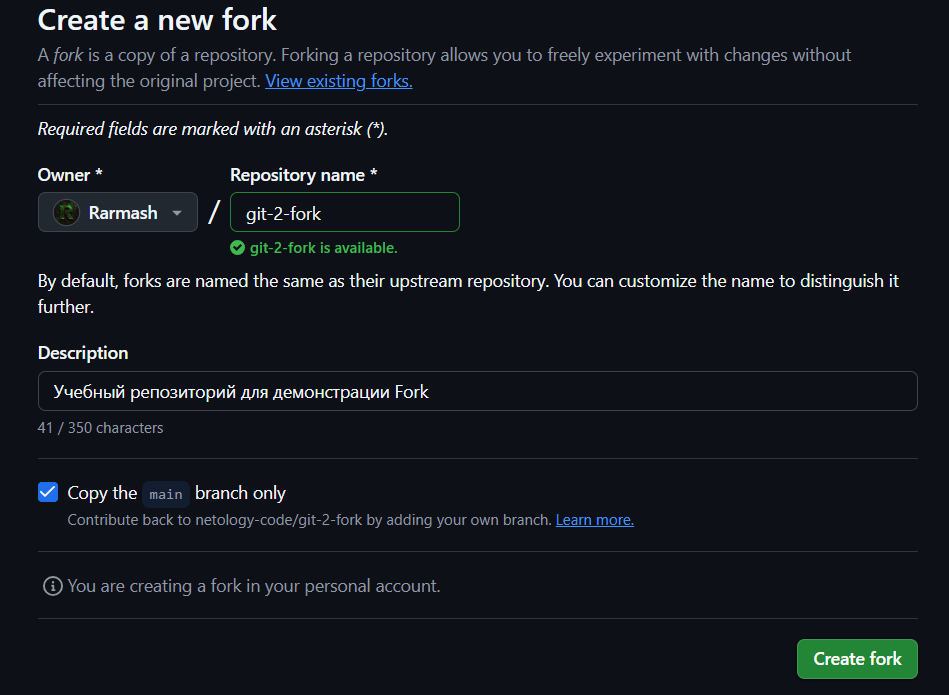 Create a new fork
A fork is a copy of a repository. Forking a repository allows you to freely experiment with changes without
affecting the original project. View existing forks.
Required fields are marked with an asterisk (*).
Owner * Repository name *
R Rarmash / git-2-fork
git-2-fork is available.
By default, forks are named the same as their upstream repository. You can customize the name to distinguish it
further.
Description
Учебный репозиторий для демонстрации Fork
41 / 350 characters
Copy the main branch only
Contribute back to netology-code/git-2-fork by adding your own branch. Learn more.
You are creating a fork in your personal account.
Create fork